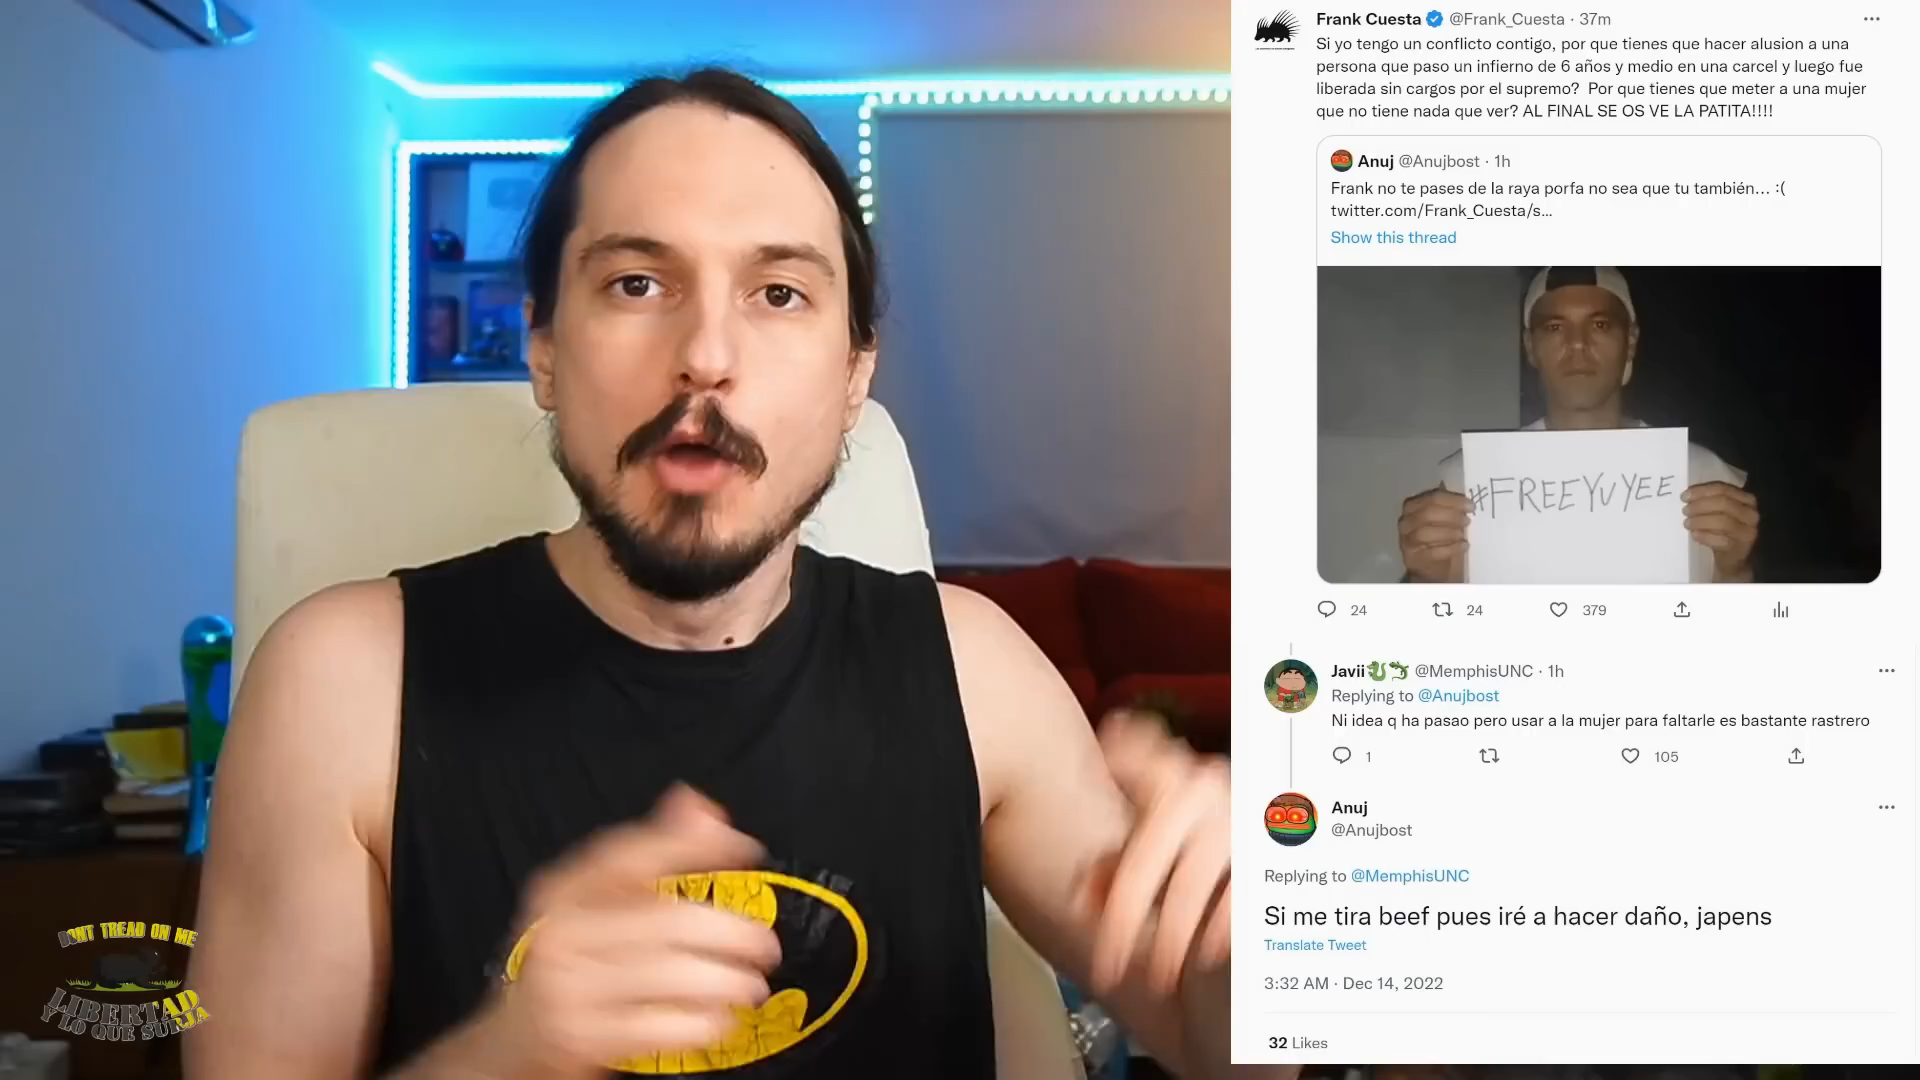 Frank Cuesta @Frank_Cuesta · 37m
Si yo tengo un conflicto contigo, por que tienes que hacer alusion a una
persona que paso un infierno de 6 años y medio en una carcel y luego fue
liberada sin cargos por el supremo? Por que tienes que meter a una mujer
que no tiene nada que ver? AL FINAL SE OS VE LA PATITA!!!!
Anuj @Anujbost · 1h
Frank no te pases de la raya porfa no sea que tu también... :(
twitter.com/Frank_Cuesta/s...
Show this thread
#FREEYUYEE
24 24 379
Javii @MemphisUNC · 1h
Replying to @Anujbost
Ni idea q ha pasao pero usar a la mujer para faltarle es bastante rastrero
1 105
Anuj
@Anujbost
Replying to @MemphisUNC
Si me tira beef pues iré a hacer daño, japens
Translate Tweet
3:32 AM · Dec 14, 2022
32 Likes
DONT TREAD ON ME
LIBERTAD
Y LO QUE SURJA